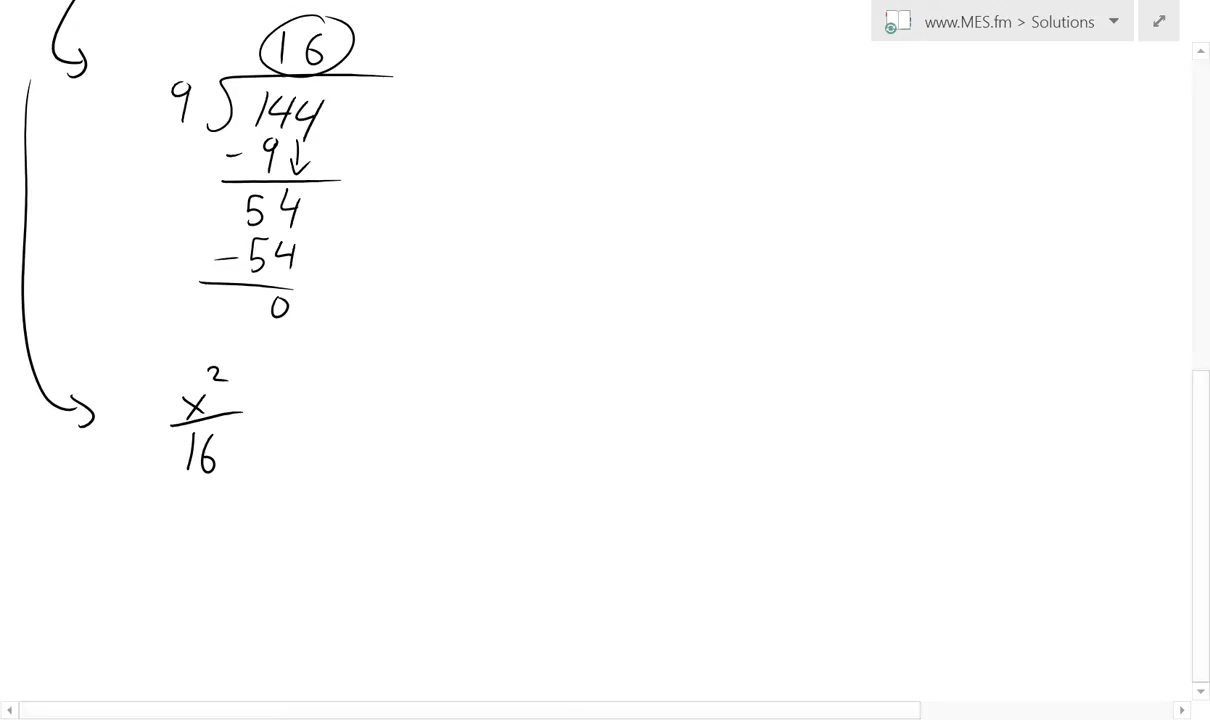 www.MES.fm > Solutions
16
9 144
- 9 ↓
54
- 54
0
x²
16